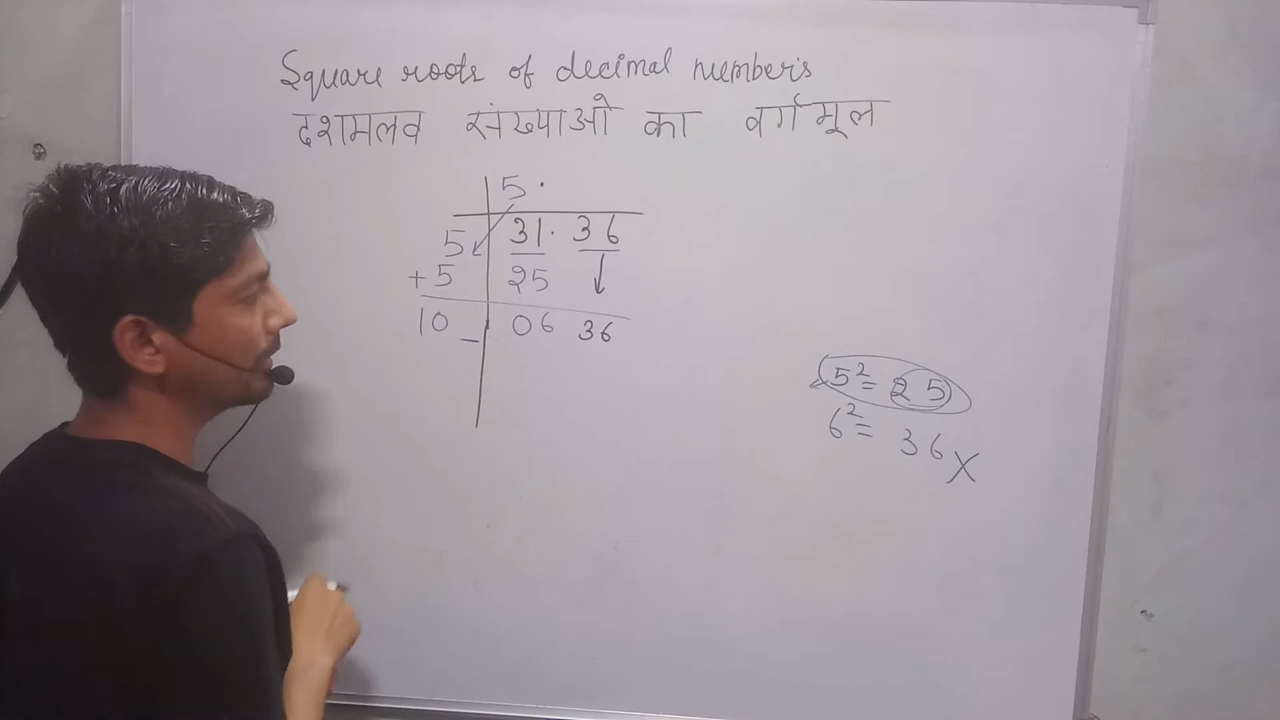 Square roots of decimal numbers
दशमलव संख्याओं का वर्गमूल
5 .
5 31. 36
+5 25
10 _ 06 36
5² = 25
6² = 36 X